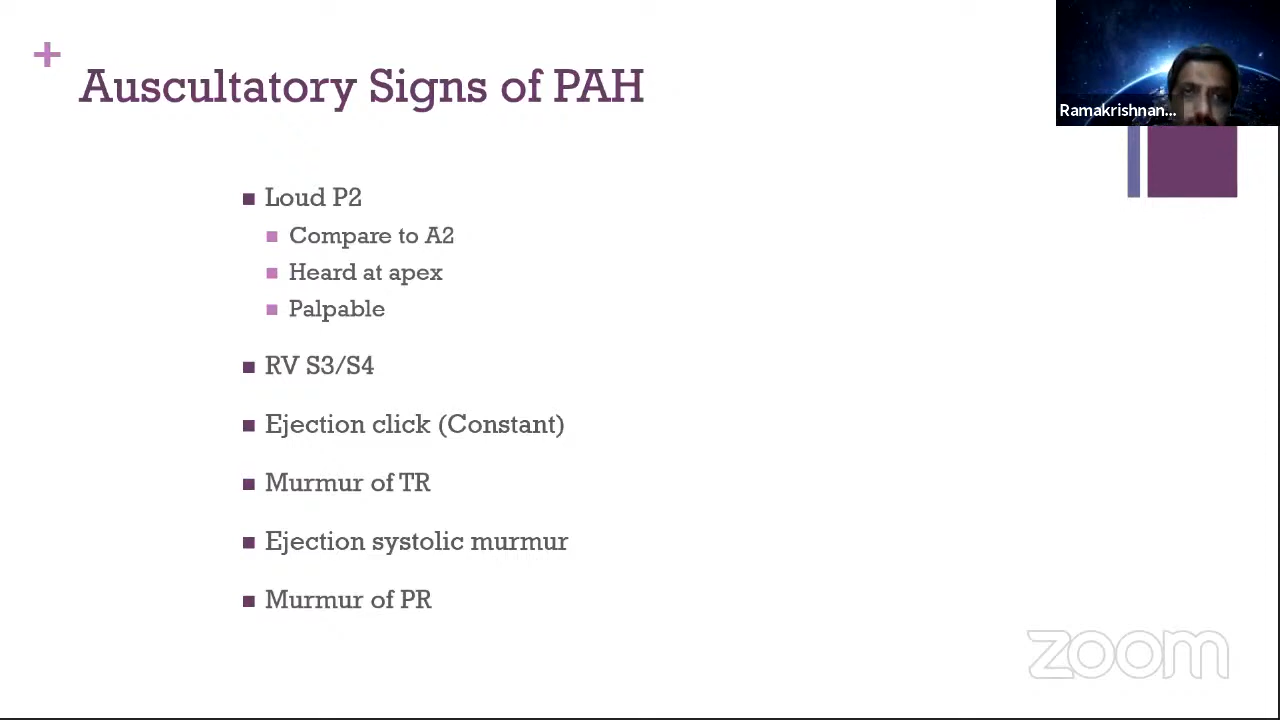 +
Auscultatory Signs of PAH
Ramakrishnan...
Loud P2
Compare to A2
Heard at apex
Palpable
RV S3/S4
Ejection click (Constant)
Murmur of TR
Ejection systolic murmur
Murmur of PR
zoom